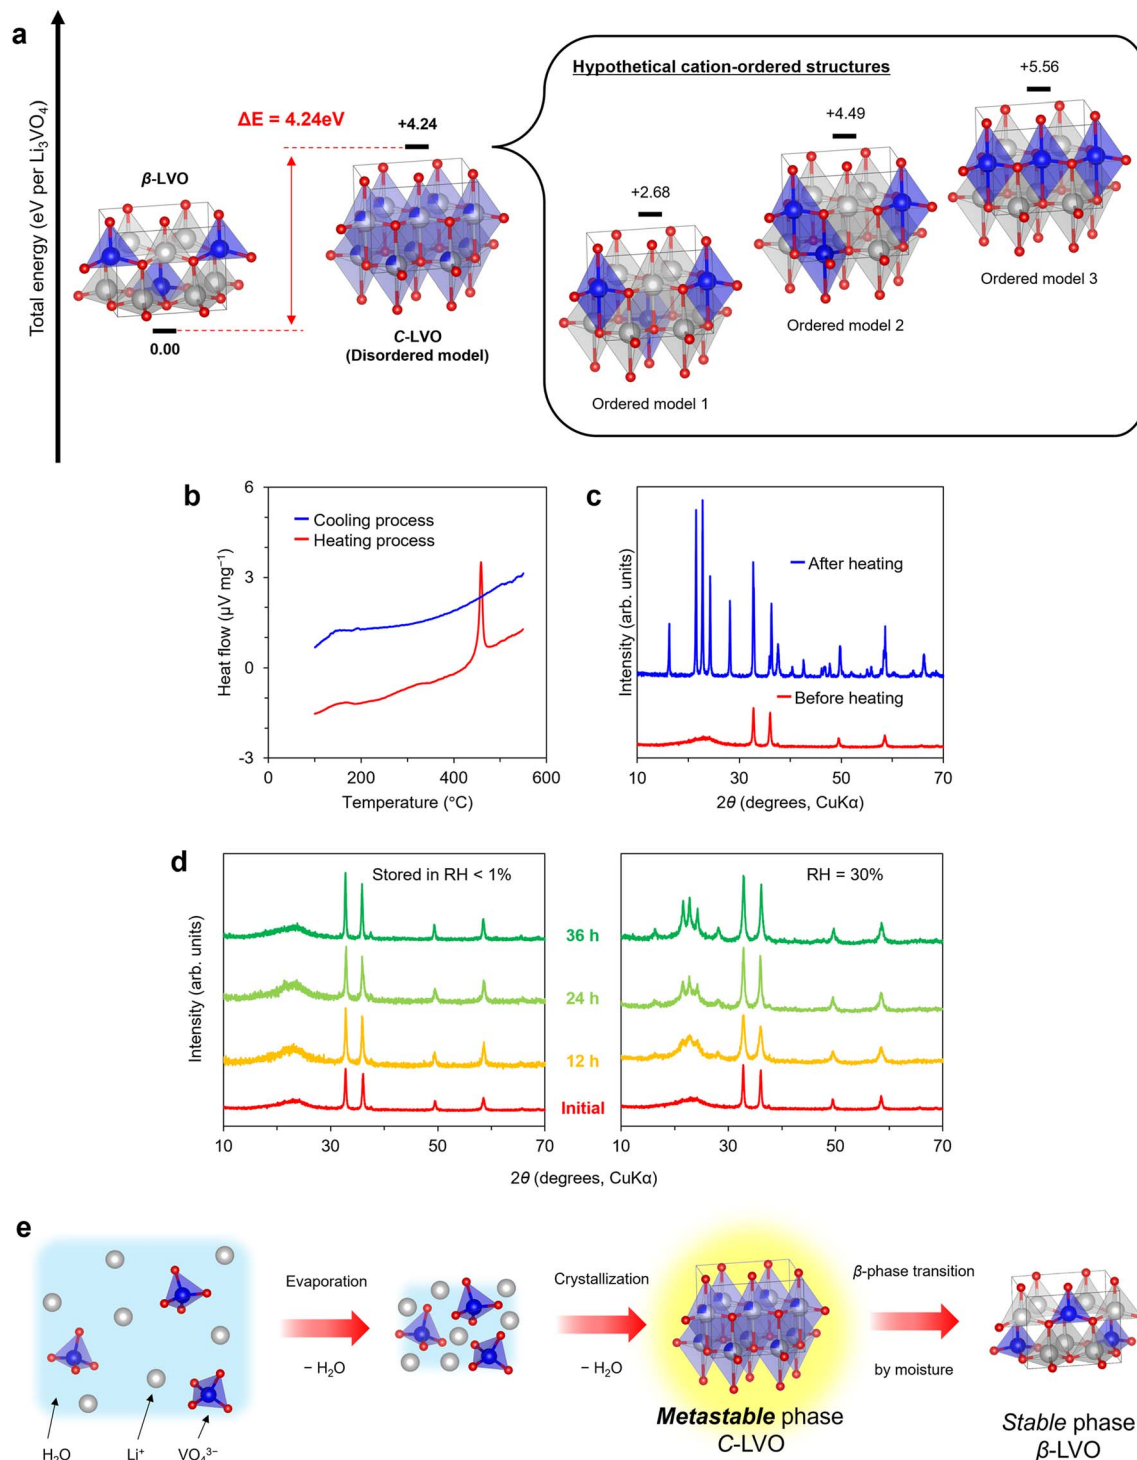 a
Total energy (eV per Li₃VO₄)
Hypothetical cation-ordered structures
+5.56
ΔE = 4.24eV
+4.24
+4.49
β-LVO
+2.68
Ordered model 3
Ordered model 2
0.00
C-LVO
(Disordered model)
Ordered model 1
b
Heat flow (μV mg⁻¹)
6
3
0
-3
Cooling process
Heating process
0
200
400
600
Temperature (°C)
c
Intensity (arb. units)
After heating
Before heating
10
30
50
70
2θ (degrees, CuKα)
d
Intensity (arb. units)
Stored in RH < 1%
RH = 30%
36 h
24 h
12 h
Initial
10
30
50
70
10
30
50
70
2θ (degrees, CuKα)
e
Evaporation
− H₂O
Crystallization
− H₂O
β-phase transition
by moisture
H₂O
Li⁺
VO₄³⁻
Metastable phase
C-LVO
Stable phase
β-LVO